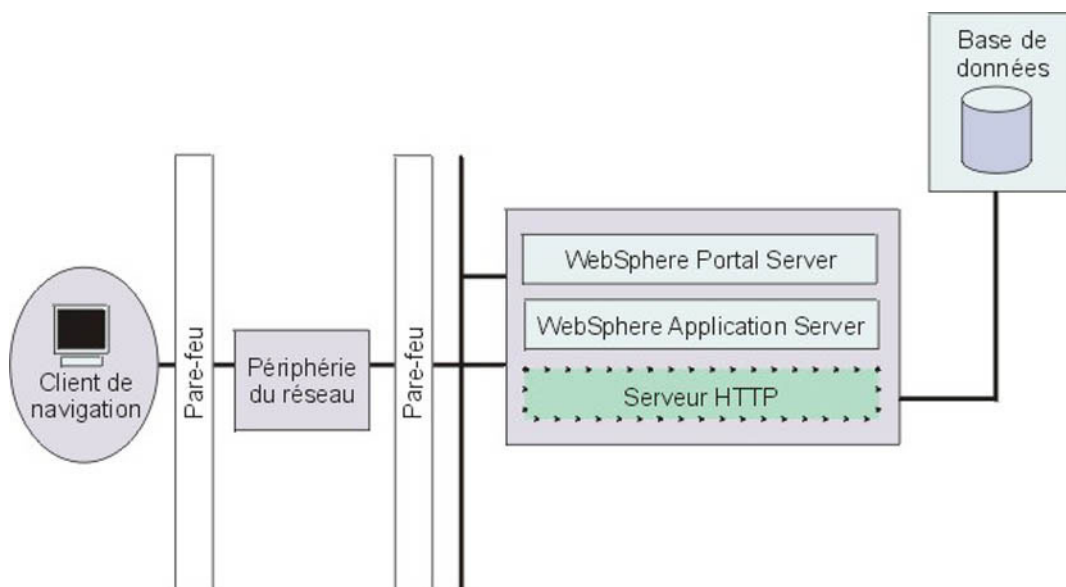 Base de
données
WebSphere Portal Server
WebSphere Application Server
Serveur HTTP
Client de
navigation
Pare-feu
Périphérie
du réseau
Pare-feu